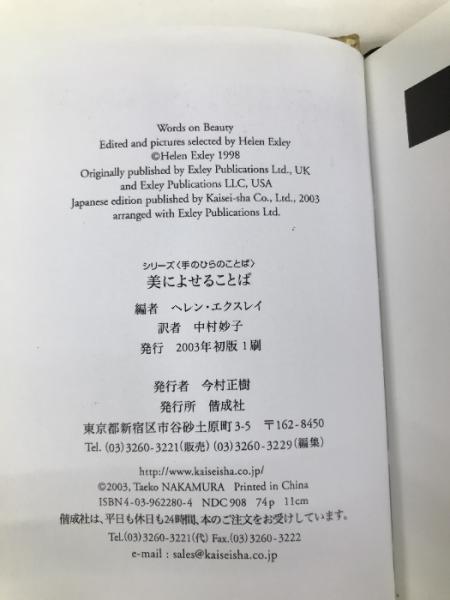 Words on Beauty
Edited and pictures selected by Helen Exley
©Helen Exley 1998
Originally published by Exley Publications Ltd., UK
and Exley Publications LLC, USA
Japanese edition published by Kaisei-sha Co., Ltd., 2003
arranged with Exley Publications Ltd.
シリーズ〈手のひらのことば〉
美によせることば
編者 ヘレン・エクスレイ
訳者 中村妙子
発行 2003年初版1刷
発行者 今村正樹
発行所 偕成社
東京都新宿区市谷砂土原町3-5 〒162-8450
Tel. (03)3260-3221(販売) (03)3260-3229(編集)
http://www.kaiseisha.co.jp/
©2003, Taeko NAKAMURA Printed in China
ISBN4-03-962280-4 NDC908 74p 11cm
偕成社は、平日も休日も24時間、本のご注文をお受けしています。
Tel.(03)3260-3221(代) Fax.(03)3260-3222
e-mail : sales@kaiseisha.co.jp